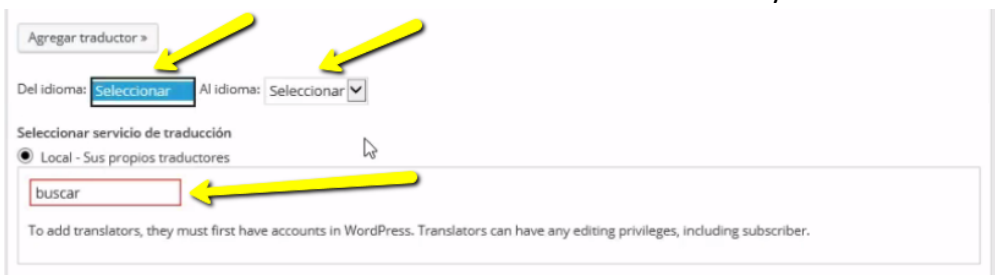 Agregar traductor »
Del idioma: Seleccionar Al idioma: Seleccionar
Seleccionar servicio de traducción
Local - Sus propios traductores
buscar
To add translators, they must first have accounts in WordPress. Translators can have any editing privileges, including subscriber.